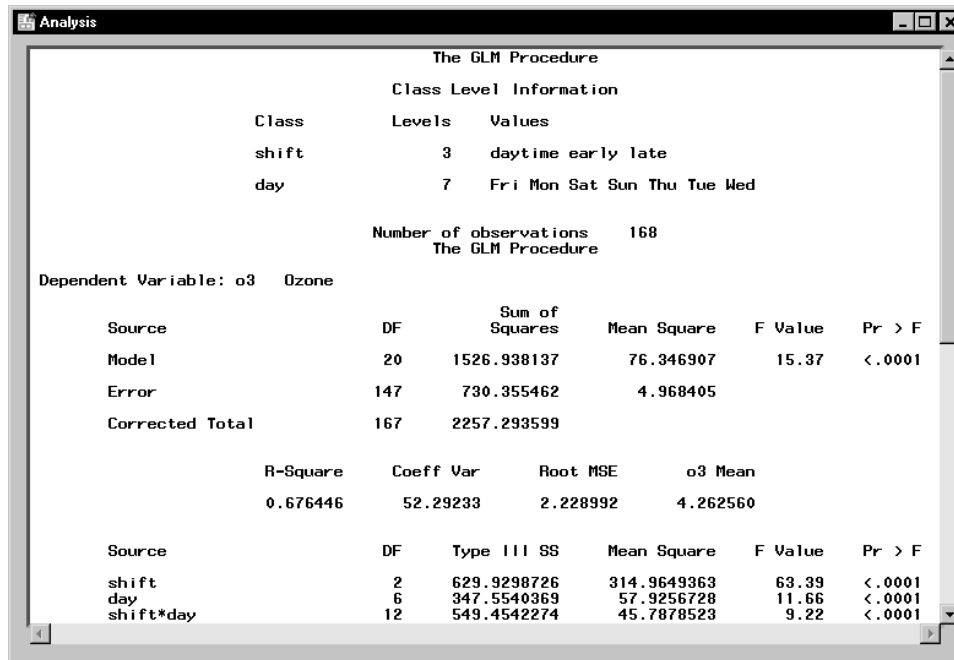 Analysis
The GLM Procedure
Class Level Information
Class Levels Values
shift 3 daytime early late
day 7 Fri Mon Sat Sun Thu Tue Wed
Number of observations 168
The GLM Procedure
Dependent Variable: o3 Ozone
Sum of
Source DF Squares Mean Square F Value Pr > F
Model 20 1526.938137 76.346907 15.37 <.0001
Error 147 730.355462 4.968405
Corrected Total 167 2257.293599
R-Square Coeff Var Root MSE o3 Mean
0.676446 52.29233 2.228992 4.262560
Source DF Type III SS Mean Square F Value Pr > F
shift 2 629.9298726 314.9649363 63.39 <.0001
day 6 347.5540369 57.9256728 11.66 <.0001
shift*day 12 549.4542274 45.7878523 9.22 <.0001